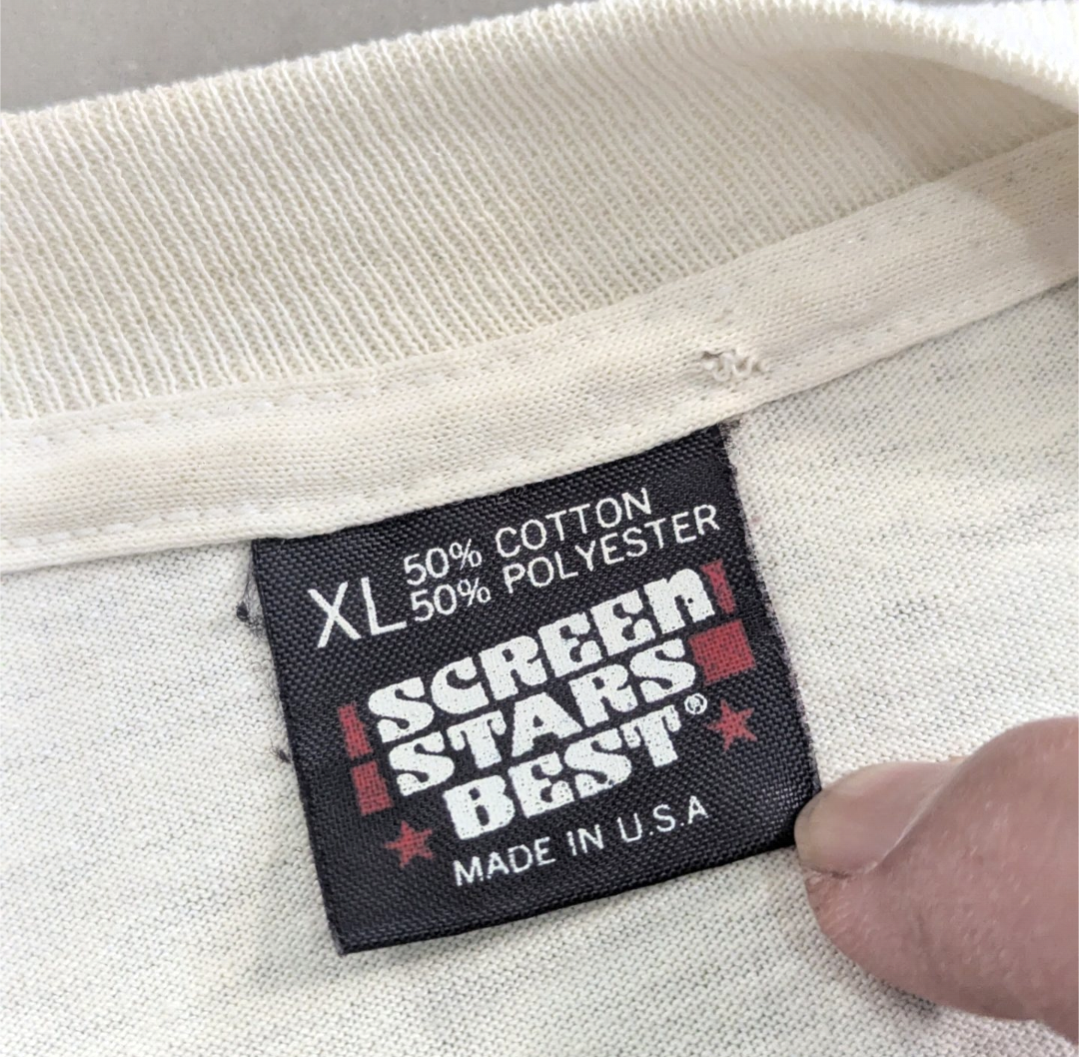 XL 50% COTTON
50% POLYESTER
SCREEn
STARS
BEST®
MADE IN U.S.A